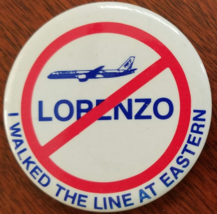 LORENZO
I WALKED THE LINE AT EASTERN